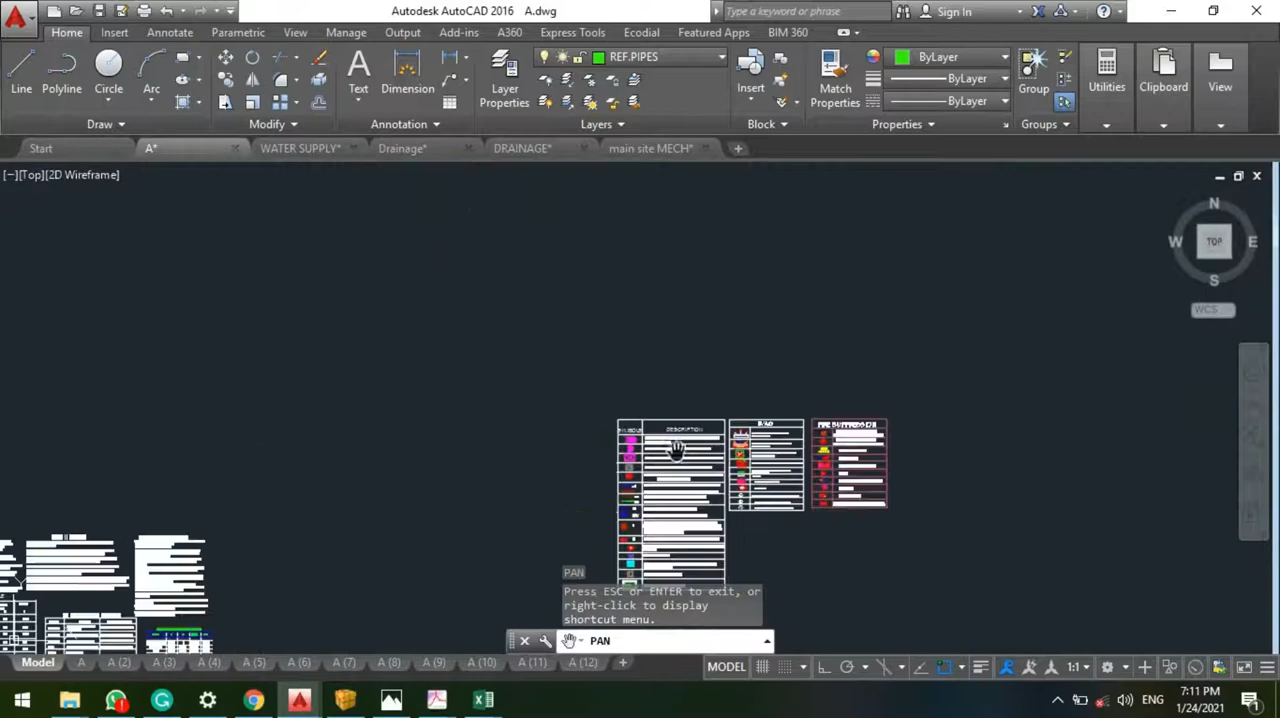 Autodesk AutoCAD 2016 A.dwg
Type a keyword or phrase
Sign In
Home Insert Annotate Parametric View Manage Output Add-ins A360 Express Tools Ecodial Featured Apps BIM 360
REF.PIPES
ByLayer
ByLayer
ByLayer
Line Polyline Circle Arc
Text Dimension
Layer Properties
Insert
Match Properties
Group
Utilities
Clipboard
View
Draw Modify Annotation Layers Block Properties Groups
Start A* WATER SUPPLY* Drainage* DRAINAGE* main site MECH*
[−][Top][2D Wireframe]
N
W TOP E
S
WCS
DESCRIPTION
PAN
Press ESC or ENTER to exit, or
right-click to display
shortcut menu.
PAN
Model A A (2) A (3) A (4) A (5) A (6) A (7) A (8) A (9) A (10) A (11) A (12)
MODEL 1:1
ENG
7:11 PM
1/24/2021